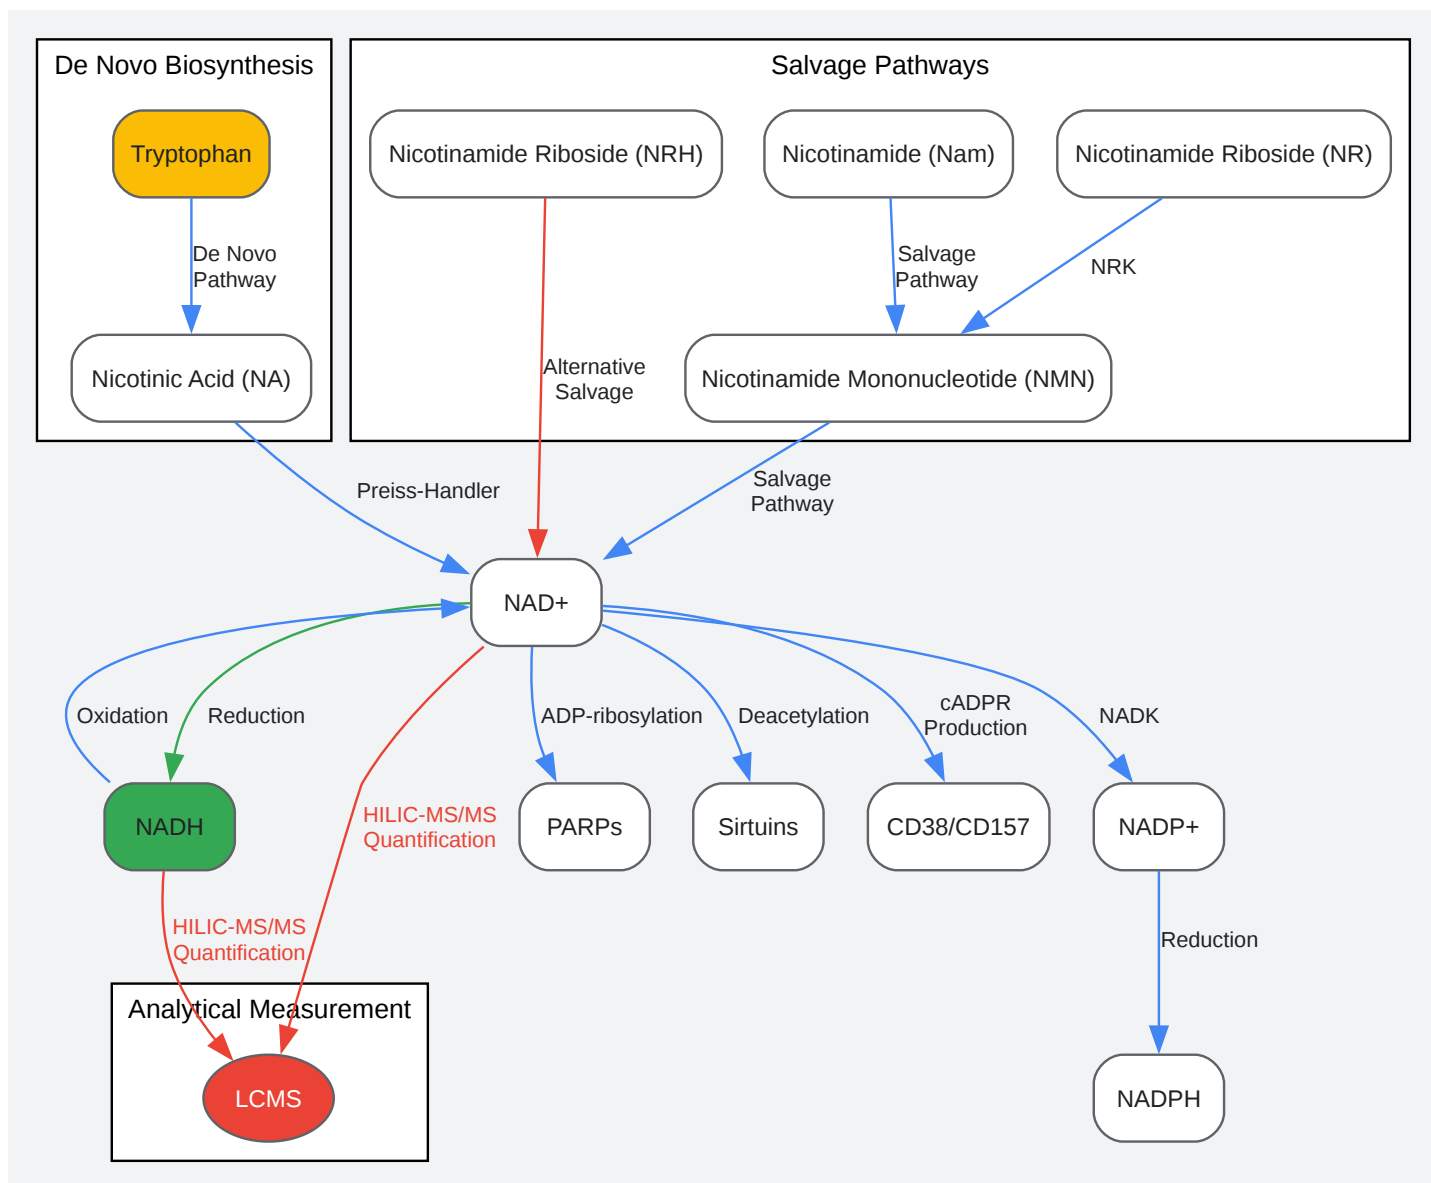 De Novo Biosynthesis
Salvage Pathways
Tryptophan
Nicotinamide Riboside (NRH)
Nicotinamide (Nam)
Nicotinamide Riboside (NR)
De Novo
Pathway
Salvage
Pathway
NRK
Alternative
Salvage
Nicotinic Acid (NA)
Nicotinamide Mononucleotide (NMN)
Preiss-Handler
Salvage
Pathway
NAD+
Oxidation
Reduction
ADP-ribosylation
Deacetylation
cADPR
Production
NADK
HILIC-MS/MS
Quantification
NADH
PARPs
Sirtuins
CD38/CD157
NADP+
HILIC-MS/MS
Quantification
Reduction
Analytical Measurement
LCMS
NADPH